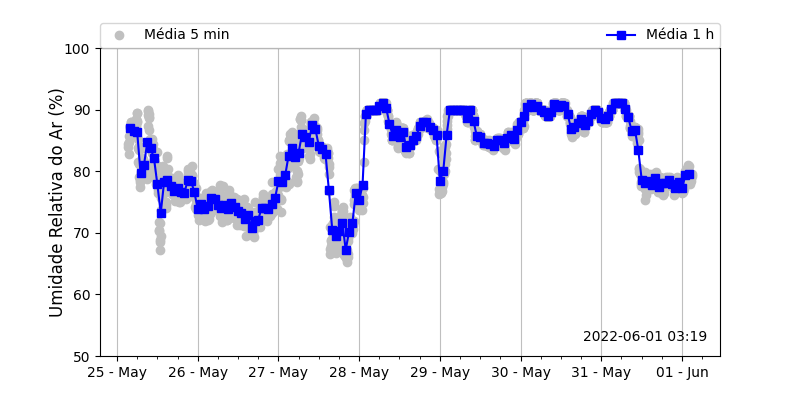 Média 5 min
Média 1 h
Umidade Relativa do Ar (%)
100
90
80
70
60
50
2022-06-01 03:19
25 - May
26 - May
27 - May
28 - May
29 - May
30 - May
31 - May
01 - Jun